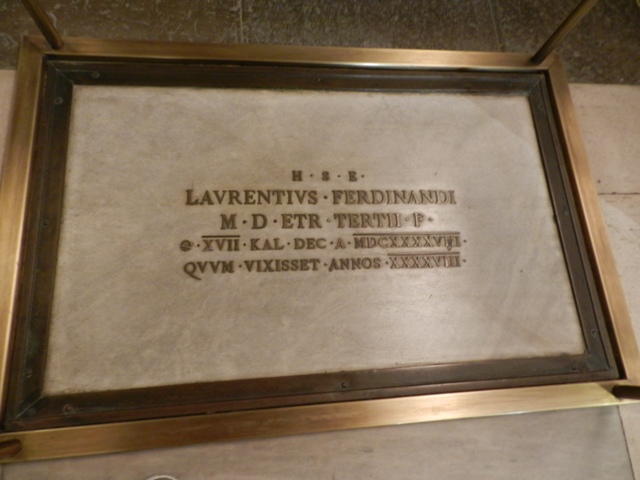 H · S · E ·
LAVRENTIVS · FERDINANDI
M · D · ETR · TERTII · F ·
· XVII · KAL · DEC · A · MDCXXXXVIII ·
QVVM · VIXISSET · ANNOS · XXXXVIII ·